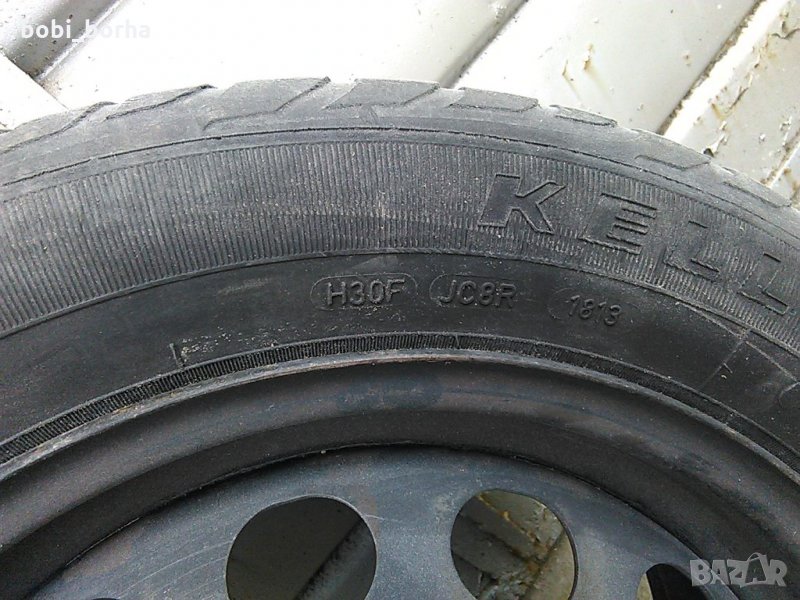 bobi_borha
KELL
H30F JC8R 1813
BAZAR